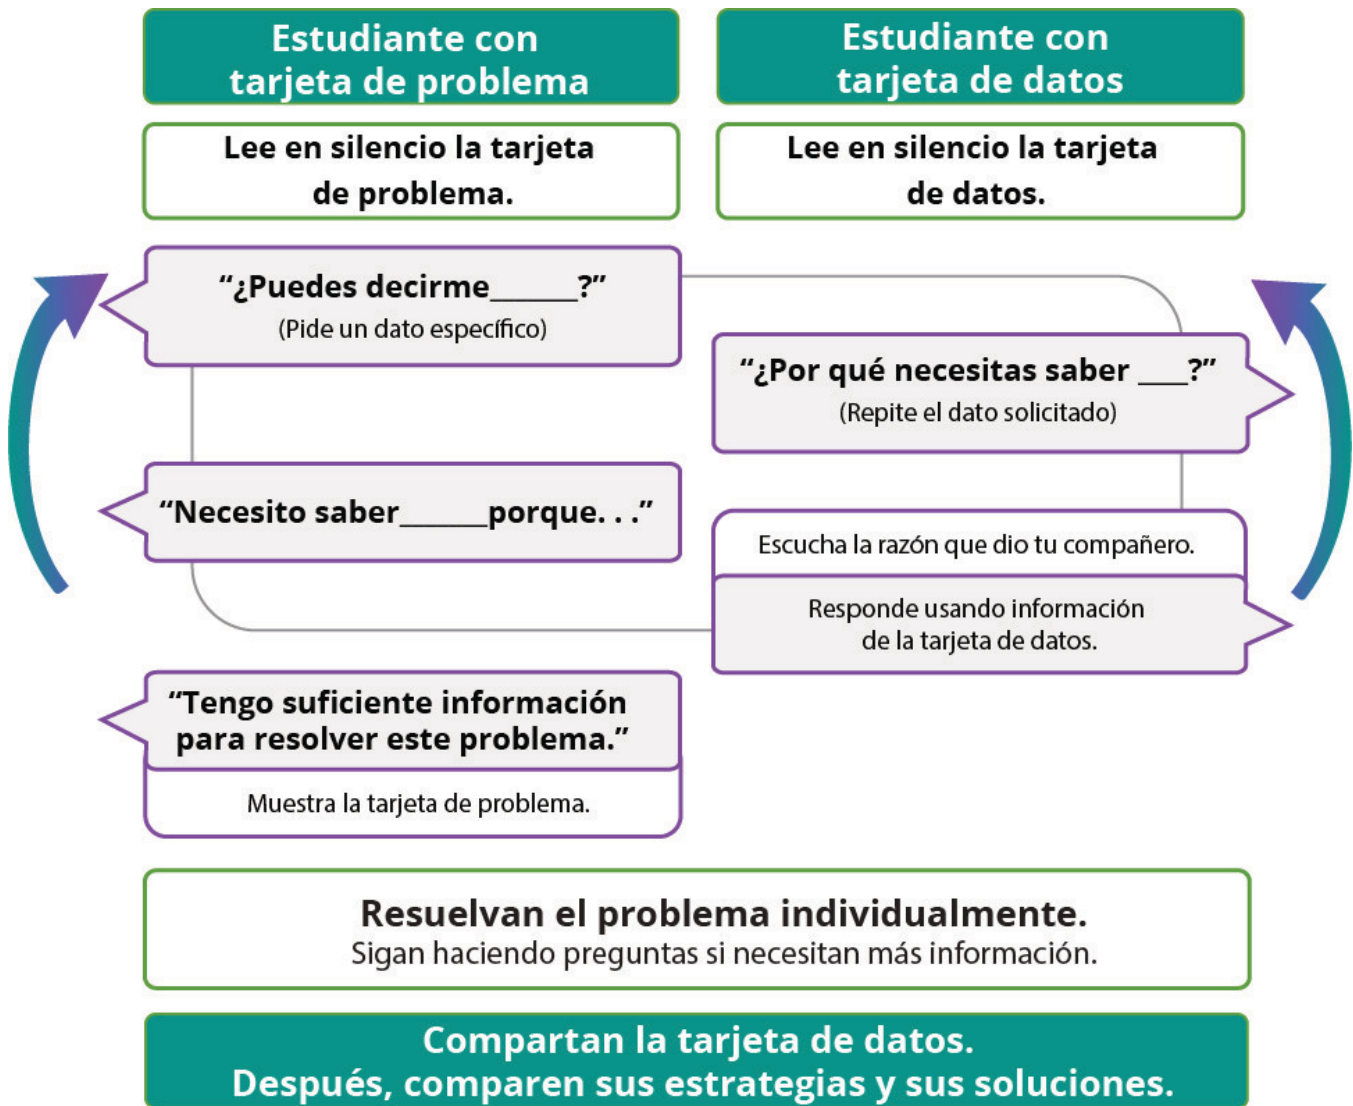 Estudiante con
tarjeta de problema
Estudiante con
tarjeta de datos
Lee en silencio la tarjeta
de problema.
Lee en silencio la tarjeta
de datos.
“¿Puedes decirme______?”
(Pide un dato específico)
“¿Por qué necesitas saber ___?”
(Repite el dato solicitado)
“Necesito saber______porque. . .”
Escucha la razón que dio tu compañero.
Responde usando información
de la tarjeta de datos.
“Tengo suficiente información
para resolver este problema.”
Muestra la tarjeta de problema.
Resuelvan el problema individualmente.
Sigan haciendo preguntas si necesitan más información.
Compartan la tarjeta de datos.
Después, comparen sus estrategias y sus soluciones.